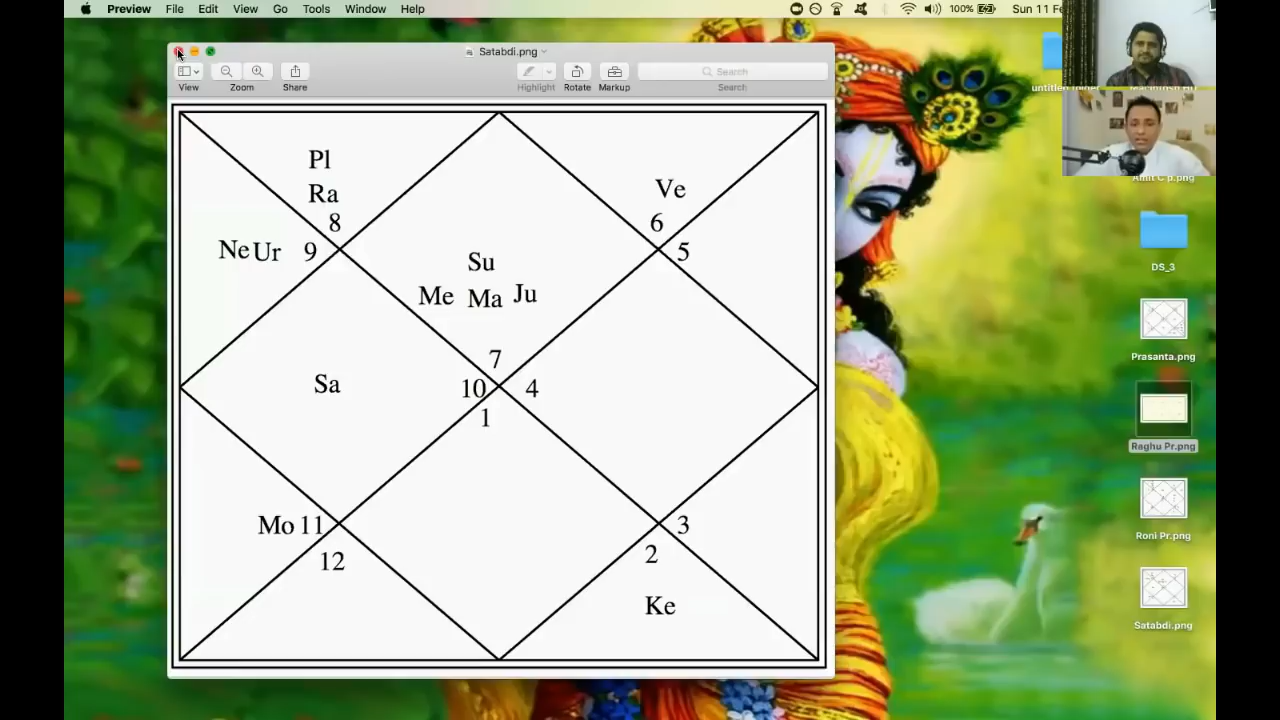 Preview File Edit View Go Tools Window Help
100% Sun 11 Fe
Satabdi.png
Search
View Zoom Share Highlight Rotate Markup Search
Pl
Ra
8
Ne Ur 9
Ve
6
5
Su
Me Ma Ju
7
Sa
10 4
1
Mo 11
12
3
2
Ke
DS_3
Prasanta.png
Raghu Pr.png
Roni Pr.png
Satabdi.png